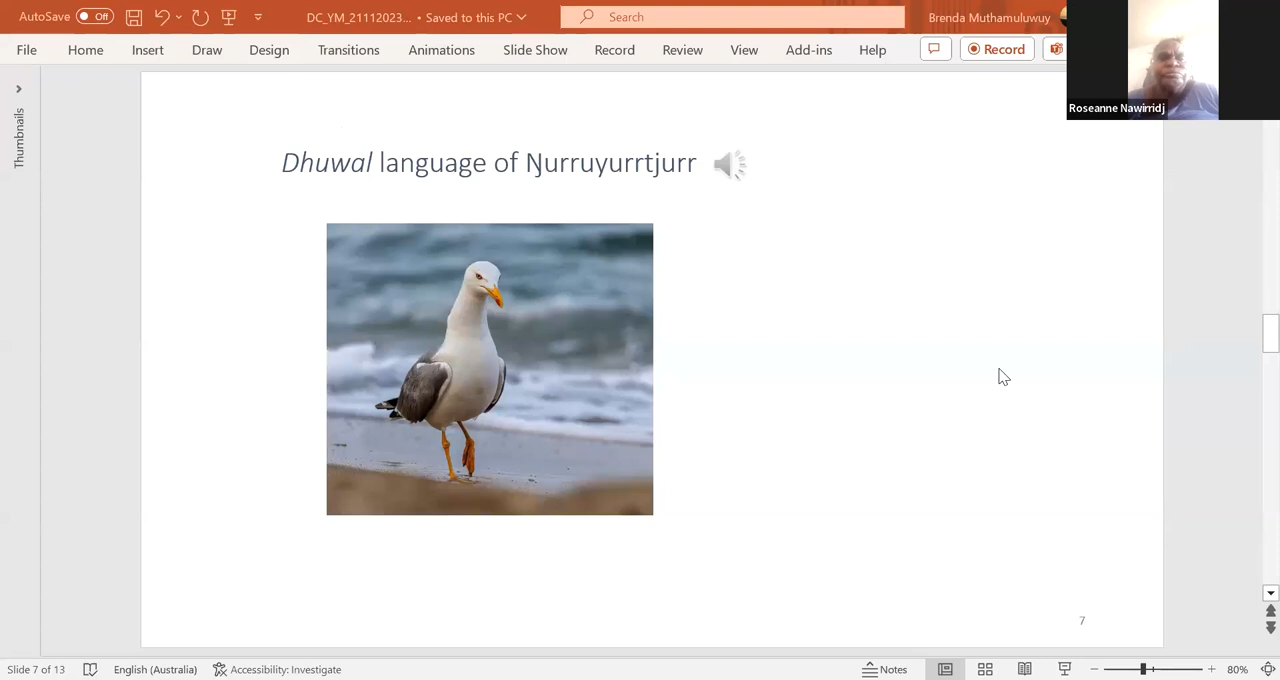 AutoSave Off DC_YM_21112023... • Saved to this PC Search Brenda Muthamuluwuy
File Home Insert Draw Design Slide Show Transitions Animations Record Review View Add-ins Help Record
Roseanne Nawirridj
Thumbnails
Dhuwal language of Ŋurruyurrtjurr
7
Slide 7 of 13 English (Australia) Accessibility: Investigate Notes 80%